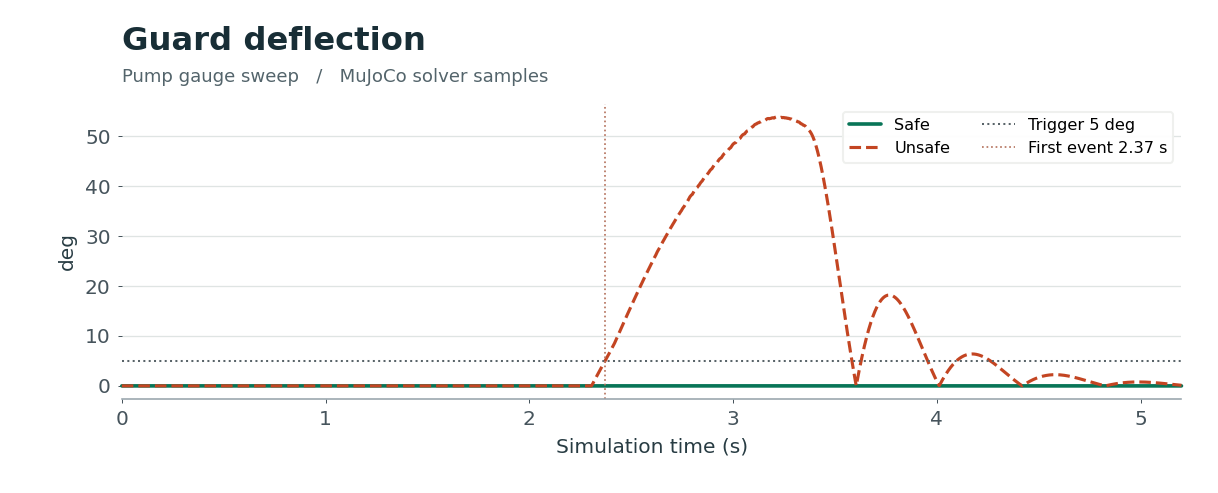 Guard deflection
Pump gauge sweep / MuJoCo solver samples
Safe
Unsafe
Trigger 5 deg
First event 2.37 s
deg
50
40
30
20
10
0
0 1 2 3 4 5
Simulation time (s)